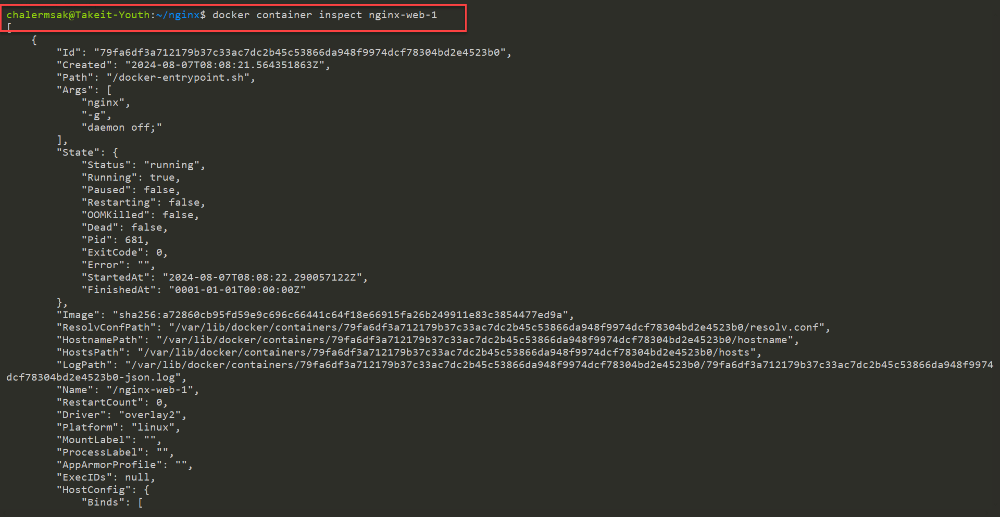 chalermsak@Takeit-Youth:~/nginx$ docker container inspect nginx-web-1
[
    {
        "Id": "79fa6df3a712179b37c33ac7dc2b45c53866da948f9974dcf78304bd2e4523b0",
        "Created": "2024-08-07T08:08:21.564351863Z",
        "Path": "/docker-entrypoint.sh",
        "Args": [
            "nginx",
            "-g",
            "daemon off;"
        ],
        "State": {
            "Status": "running",
            "Running": true,
            "Paused": false,
            "Restarting": false,
            "OOMKilled": false,
            "Dead": false,
            "Pid": 681,
            "ExitCode": 0,
            "Error": "",
            "StartedAt": "2024-08-07T08:08:22.290057122Z",
            "FinishedAt": "0001-01-01T00:00:00Z"
        },
        "Image": "sha256:a72860cb95fd59e9c696c66441c64f18e66915fa26b249911e83c3854477ed9a",
        "ResolvConfPath": "/var/lib/docker/containers/79fa6df3a712179b37c33ac7dc2b45c53866da948f9974dcf78304bd2e4523b0/resolv.conf",
        "HostnamePath": "/var/lib/docker/containers/79fa6df3a712179b37c33ac7dc2b45c53866da948f9974dcf78304bd2e4523b0/hostname",
        "HostsPath": "/var/lib/docker/containers/79fa6df3a712179b37c33ac7dc2b45c53866da948f9974dcf78304bd2e4523b0/hosts",
        "LogPath": "/var/lib/docker/containers/79fa6df3a712179b37c33ac7dc2b45c53866da948f9974dcf78304bd2e4523b0/79fa6df3a712179b37c33ac7dc2b45c53866da948f9974
dcf78304bd2e4523b0-json.log",
        "Name": "/nginx-web-1",
        "RestartCount": 0,
        "Driver": "overlay2",
        "Platform": "linux",
        "MountLabel": "",
        "ProcessLabel": "",
        "AppArmorProfile": "",
        "ExecIDs": null,
        "HostConfig": {
            "Binds": [